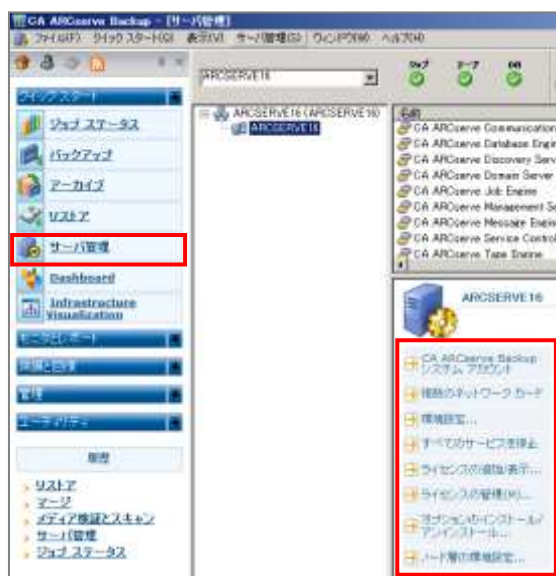 CA ARCserve Backup - [サーバ管理]
ファイル(F) クイック スタート(Q) 表示(V) サーバ管理(S) ウィンドウ(W) ヘルプ(H)
ジョブ テープ DB
ARCSERVE16
クイック スタート
ジョブ ステータス
バックアップ
アーカイブ
リストア
サーバ管理
Dashboard
Infrastructure
Visualization
モニタとレポート
保護と回復
管理
ユーティリティ
履歴
リストア
マージ
メディア検証とスキャン
サーバ管理
ジョブ ステータス
ARCSERVE16 (ARCSERVE16)
ARCSERVE16
名前
CA ARCserve Communication
CA ARCserve Database Engin
CA ARCserve Discovery Serv
CA ARCserve Domain Server
CA ARCserve Job Engine
CA ARCserve Management Se
CA ARCserve Message Engin
CA ARCserve Service Control
CA ARCserve Tape Engine
ARCSERVE16
CA ARCserve Backup
システム アカウント
複数のネットワーク カード
環境設定...
すべてのサービスを停止
ライセンスの追加/表示...
ライセンスの管理(M)...
オプションのインストール/
アンインストール...
ノード層の環境設定...